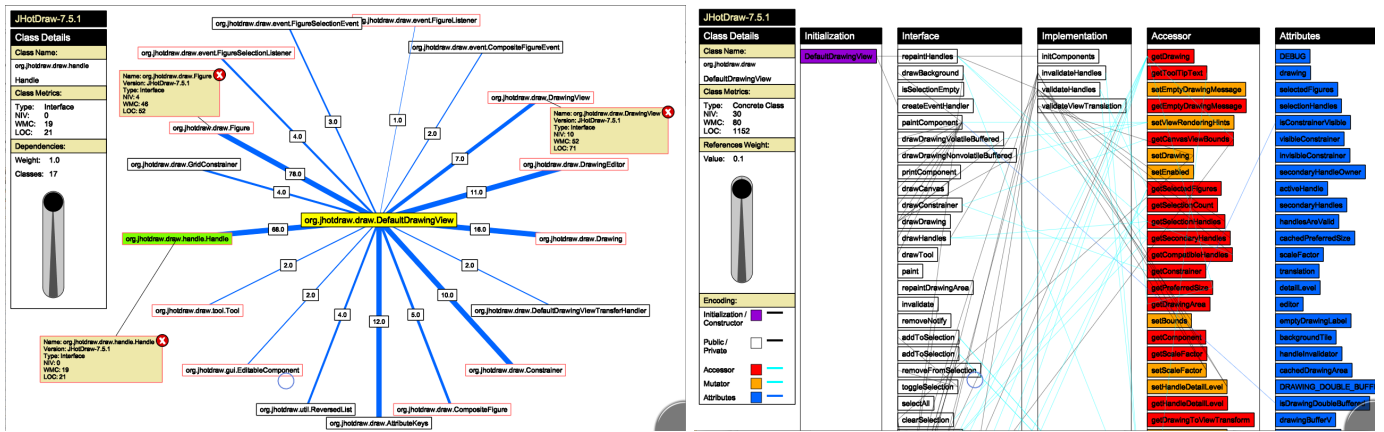 JHotDraw-7.5.1
Class Details
Class Name:
org.jhotdraw.draw.handle
Handle
Class Metrics:
Type: Interface
NIV: 0
WMC: 19
LOC: 21
Dependencies:
Weight: 1.0
Classes: 17
org.jhotdraw.draw.event.FigureSelectionEvent
org.jhotdraw.draw.event.FigureListener
org.jhotdraw.draw.event.FigureSelectionListener
org.jhotdraw.draw.event.CompositeFigureEvent
Name: org.jhotdraw.draw.Figure
Version: JHotDraw-7.5.1
Type: Interface
NIV: 4
WMC: 46
LOC: 52
org.jhotdraw.draw.DrawingView
Name: org.jhotdraw.draw.DrawingView
Version: JHotDraw-7.5.1
Type: Interface
NIV: 10
WMC: 52
LOC: 71
org.jhotdraw.draw.Figure
org.jhotdraw.draw.GridConstrainer
org.jhotdraw.draw.DrawingEditor
3.0
1.0
4.0
2.0
7.0
78.0
4.0
11.0
org.jhotdraw.draw.DefaultDrawingView
66.0
16.0
org.jhotdraw.draw.handle.Handle
org.jhotdraw.draw.Drawing
2.0
2.0
2.0
10.0
4.0
12.0
5.0
org.jhotdraw.draw.tool.Tool
org.jhotdraw.draw.DefaultDrawingViewTransferHandler
Name: org.jhotdraw.draw.handle.Handle
Version: JHotDraw-7.5.1
Type: Interface
NIV: 0
WMC: 19
LOC: 21
org.jhotdraw.gui.EditableComponent
org.jhotdraw.draw.Constrainer
org.jhotdraw.util.ReversedList
org.jhotdraw.draw.CompositeFigure
org.jhotdraw.draw.AttributeKeys
JHotDraw-7.5.1
Class Details
Class Name:
org.jhotdraw.draw
DefaultDrawingView
Class Metrics:
Type: Concrete Class
NIV: 30
WMC: 80
LOC: 1152
References Weight:
Value: 0.1
Encoding:
Initialization /
Constructor
Public /
Private
Accessor
Mutator
Attributes
Initialization
DefaultDrawingView
Interface
repaintHandles
drawBackground
isSelectionEmpty
createEventHandler
paintComponent
drawDrawingVolatileBuffered
drawDrawingNonvolatileBuffered
printComponent
drawCanvas
drawConstrainer
drawDrawing
drawHandles
drawTool
paint
repaintDrawingArea
invalidate
removeNotify
addToSelection
addToSelection
removeFromSelection
toggleSelection
selectAll
clearSelection
Implementation
initComponents
invalidateHandles
validateHandles
validateViewTranslation
Accessor
getDrawing
getToolTipText
setEmptyDrawingMessage
getEmptyDrawingMessage
setViewRenderingHints
getCanvasViewBounds
setDrawing
setEnabled
getSelectedFigures
getSelectionCount
getSelectionHandles
getSecondaryHandles
getCompatibleHandles
getConstrainer
getPreferredSize
getDrawingArea
setBounds
getComponent
getScaleFactor
setScaleFactor
setHandleDetailLevel
getHandleDetailLevel
getDrawingToViewTransform
Attributes
DEBUG
drawing
selectedFigures
selectionHandles
isConstrainerVisible
visibleConstrainer
invisibleConstrainer
secondaryHandleOwner
activeHandle
secondaryHandles
handlesAreValid
cachedPreferredSize
scaleFactor
translation
detailLevel
editor
emptyDrawingLabel
backgroundTile
handleInvalidator
cachedDrawingArea
DRAWING_DOUBLE_BUFF
isDrawingDoubleBuffered
drawingBufferV